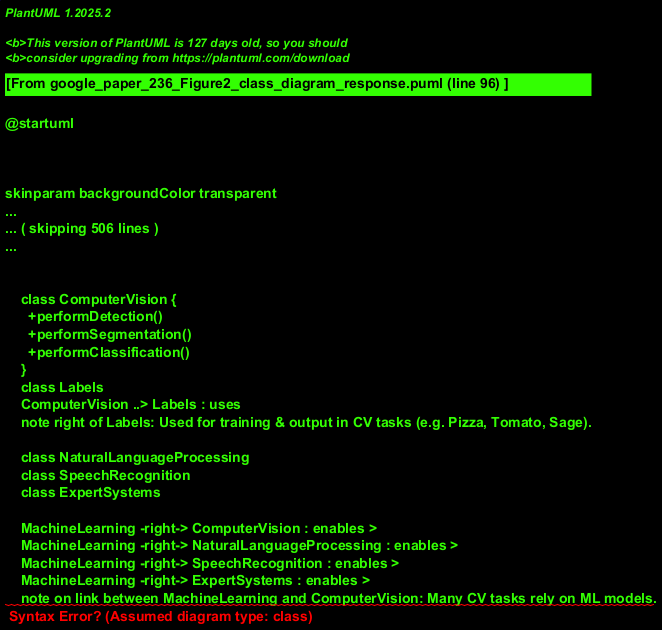 PlantUML 1.2025.2
<b>This version of PlantUML is 127 days old, so you should
<b>consider upgrading from https://plantuml.com/download
[From google_paper_236_Figure2_class_diagram_response.puml (line 96) ]
@startuml
skinparam backgroundColor transparent
...
... ( skipping 506 lines )
...
class ComputerVision {
+performDetection()
+performSegmentation()
+performClassification()
}
class Labels
ComputerVision ..> Labels : uses
note right of Labels: Used for training & output in CV tasks (e.g. Pizza, Tomato, Sage).
class NaturalLanguageProcessing
class SpeechRecognition
class ExpertSystems
MachineLearning -right-> ComputerVision : enables >
MachineLearning -right-> NaturalLanguageProcessing : enables >
MachineLearning -right-> SpeechRecognition : enables >
MachineLearning -right-> ExpertSystems : enables >
note on link between MachineLearning and ComputerVision: Many CV tasks rely on ML models.
Syntax Error? (Assumed diagram type: class)